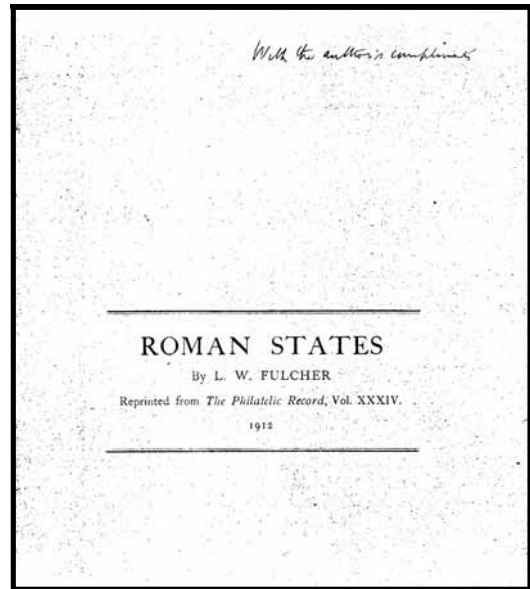 With the author's compliments
ROMAN STATES
By L. W. FULCHER
Reprinted from The Philatelic Record, Vol. XXXIV.
1912